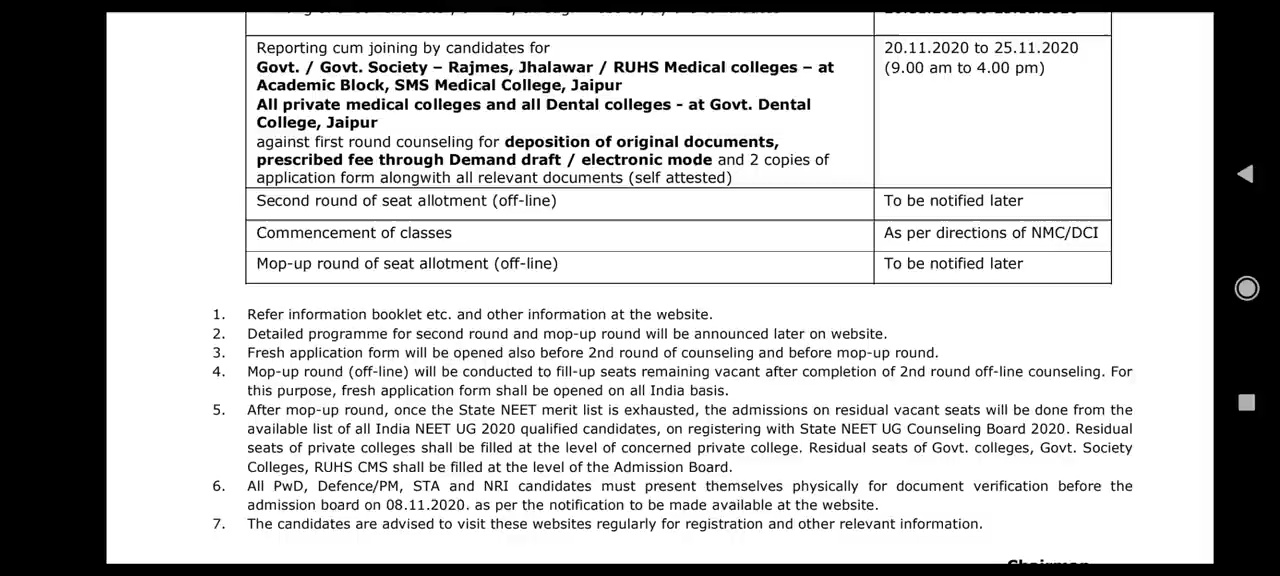 Reporting cum joining by candidates for
Govt. / Govt. Society – Rajmes, Jhalawar / RUHS Medical colleges – at
Academic Block, SMS Medical College, Jaipur
All private medical colleges and all Dental colleges - at Govt. Dental
College, Jaipur
against first round counseling for deposition of original documents,
prescribed fee through Demand draft / electronic mode and 2 copies of
application form alongwith all relevant documents (self attested)
20.11.2020 to 25.11.2020
(9.00 am to 4.00 pm)
Second round of seat allotment (off-line)
To be notified later
Commencement of classes
As per directions of NMC/DCI
Mop-up round of seat allotment (off-line)
To be notified later
1. Refer information booklet etc. and other information at the website.
2. Detailed programme for second round and mop-up round will be announced later on website.
3. Fresh application form will be opened also before 2nd round of counseling and before mop-up round.
4. Mop-up round (off-line) will be conducted to fill-up seats remaining vacant after completion of 2nd round off-line counseling. For
this purpose, fresh application form shall be opened on all India basis.
5. After mop-up round, once the State NEET merit list is exhausted, the admissions on residual vacant seats will be done from the
available list of all India NEET UG 2020 qualified candidates, on registering with State NEET UG Counseling Board 2020. Residual
seats of private colleges shall be filled at the level of concerned private college. Residual seats of Govt. colleges, Govt. Society
Colleges, RUHS CMS shall be filled at the level of the Admission Board.
6. All PwD, Defence/PM, STA and NRI candidates must present themselves physically for document verification before the
admission board on 08.11.2020. as per the notification to be made available at the website.
7. The candidates are advised to visit these websites regularly for registration and other relevant information.